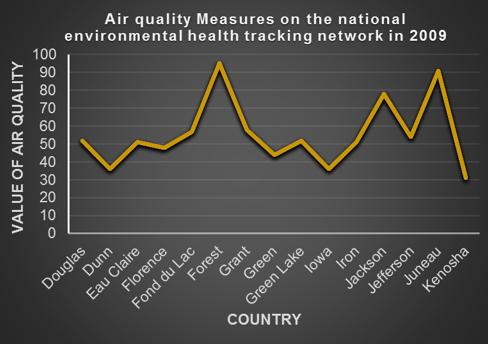 Air quality Measures on the national
environmental health tracking network in 2009
VALUE OF AIR QUALITY
100
90
80
70
60
50
40
30
20
10
0
Douglas
Dunn
Eau Claire
Florence
Fond du Lac
Forest
Grant
Green
Green Lake
Iowa
Iron
Jackson
Jefferson
Juneau
Kenosha
COUNTRY